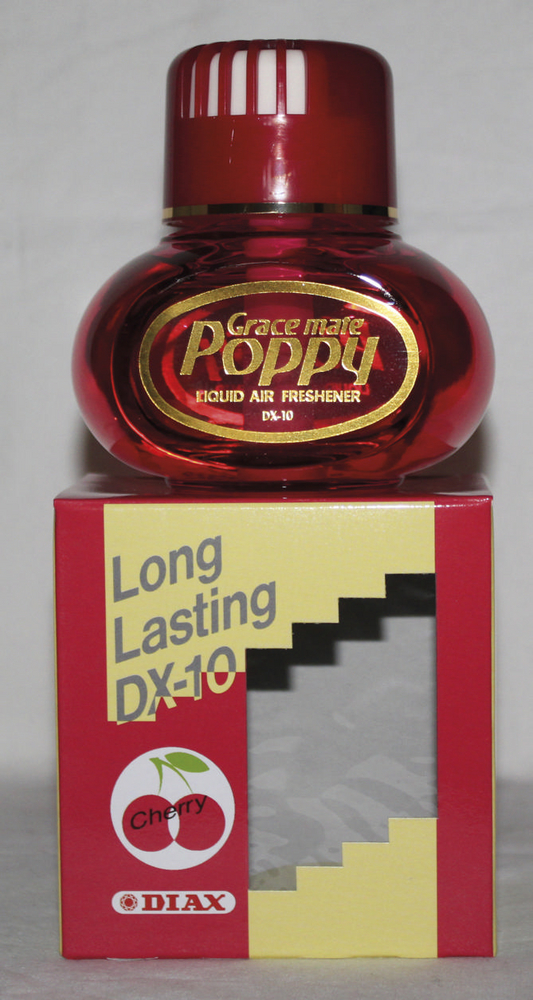 Grace mate
Poppy
LIQUID AIR FRESHENER
DX-10
Long
Lasting
DX-10
Cherry
DIAX